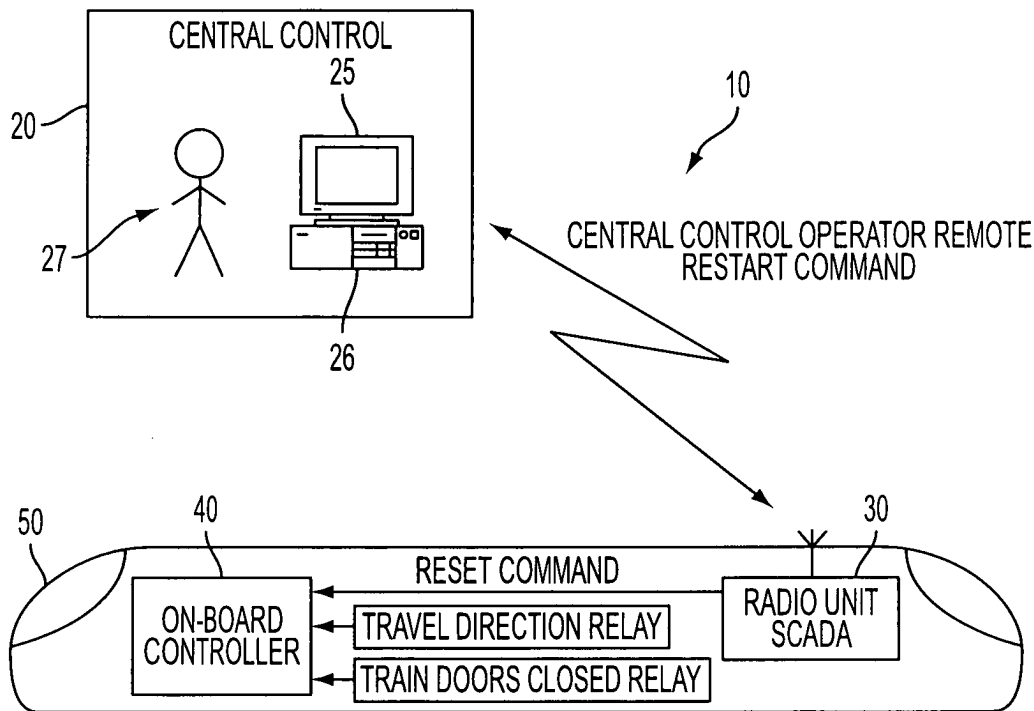 CENTRAL CONTROL
25
20
27
26
10
CENTRAL CONTROL OPERATOR REMOTE
RESTART COMMAND
50
40
30
RESET COMMAND
ON-BOARD
CONTROLLER
TRAVEL DIRECTION RELAY
TRAIN DOORS CLOSED RELAY
RADIO UNIT
SCADA